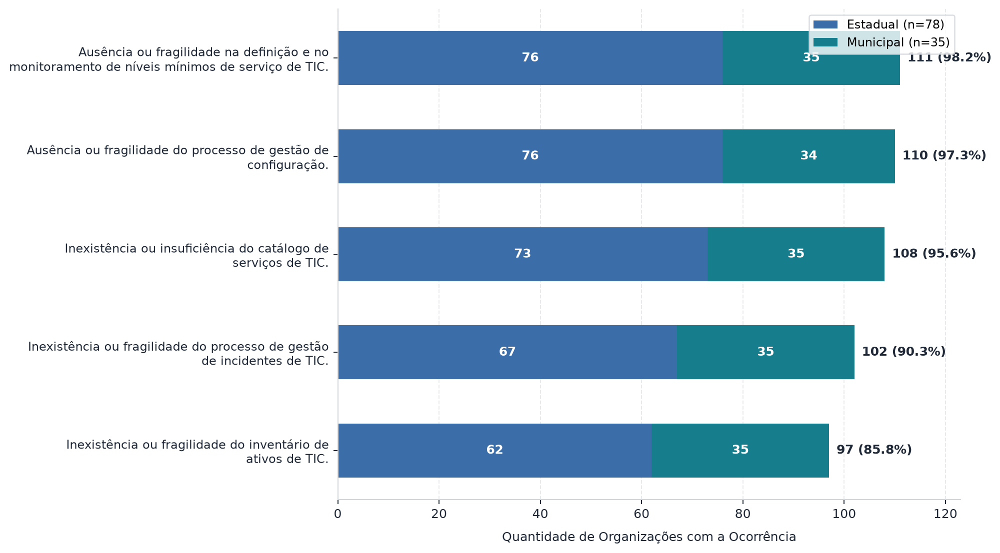 Estadual (n=78)
Municipal (n=35)
Ausência ou fragilidade na definição e no
monitoramento de níveis mínimos de serviço de TIC.
76
35
111 (98.2%)
Ausência ou fragilidade do processo de gestão de
configuração.
76
34
110 (97.3%)
Inexistência ou insuficiência do catálogo de
serviços de TIC.
73
35
108 (95.6%)
Inexistência ou fragilidade do processo de gestão
de incidentes de TIC.
67
35
102 (90.3%)
Inexistência ou fragilidade do inventário de
ativos de TIC.
62
35
97 (85.8%)
0 20 40 60 80 100 120
Quantidade de Organizações com a Ocorrência